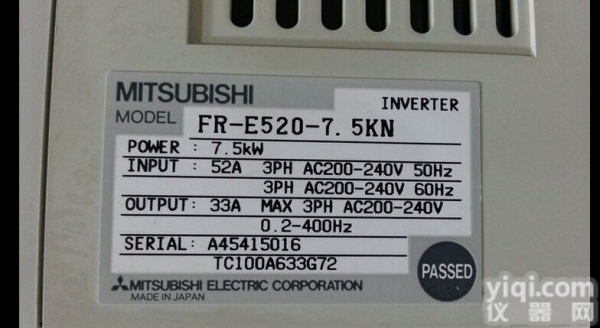 MITSUBISHI
INVERTER
MODEL FR-E520-7.5KN
POWER : 7.5kW
INPUT : 52A 3PH AC200-240V 50Hz
3PH AC200-240V 60Hz
OUTPUT: 33A MAX 3PH AC200-240V
0.2-400Hz
SERIAL: A45415016
TC100A633G72
PASSED
MITSUBISHI ELECTRIC CORPORATION
MADE IN JAPAN
yiqi.com
仪器网